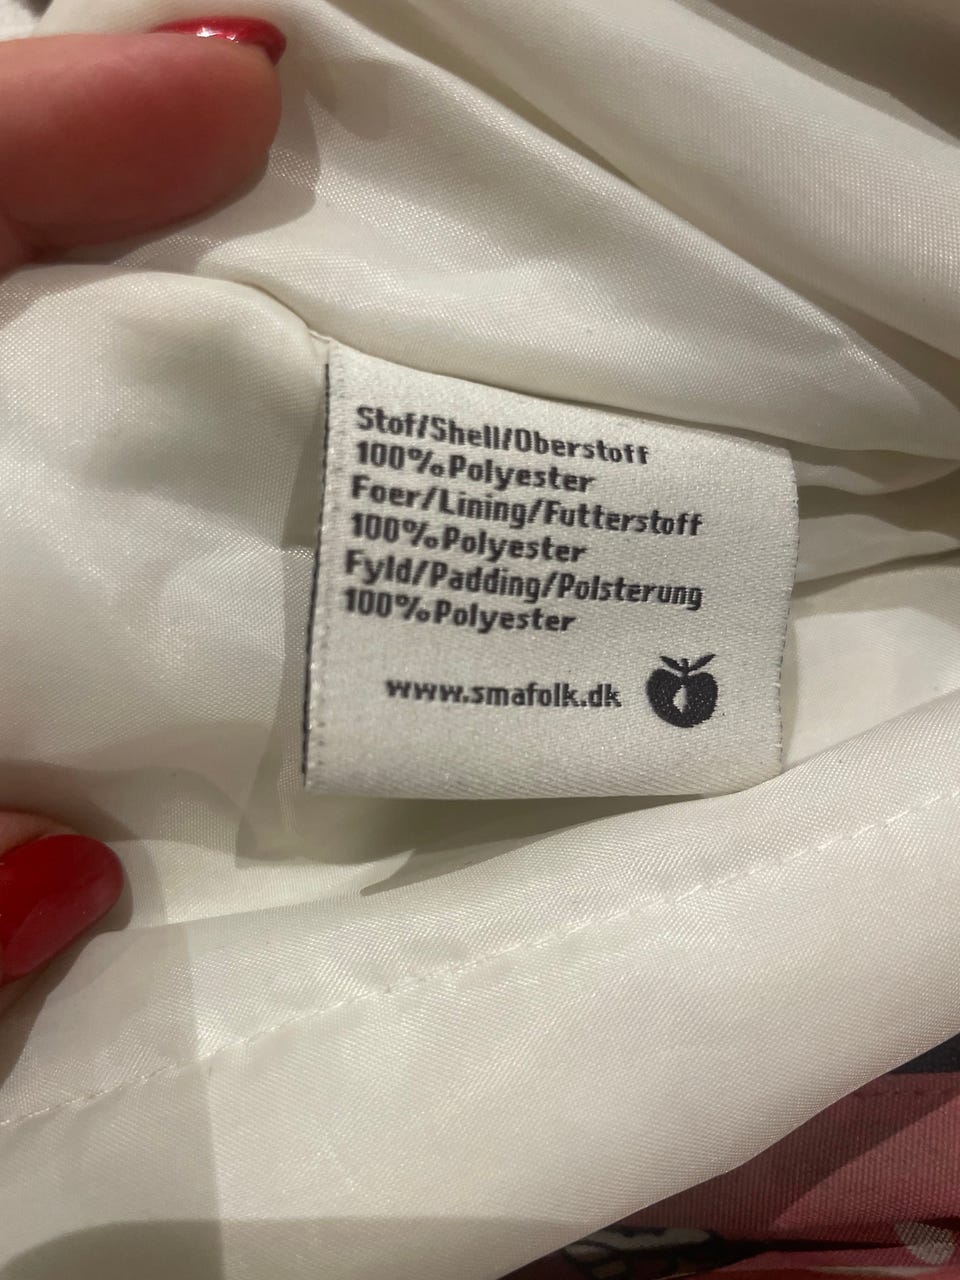 Stof/Shell/Oberstoff
100%Polyester
Foer/Lining/Futterstoff
100%Polyester
Fyld/Padding/Polsterung
100%Polyester
www.smafolk.dk